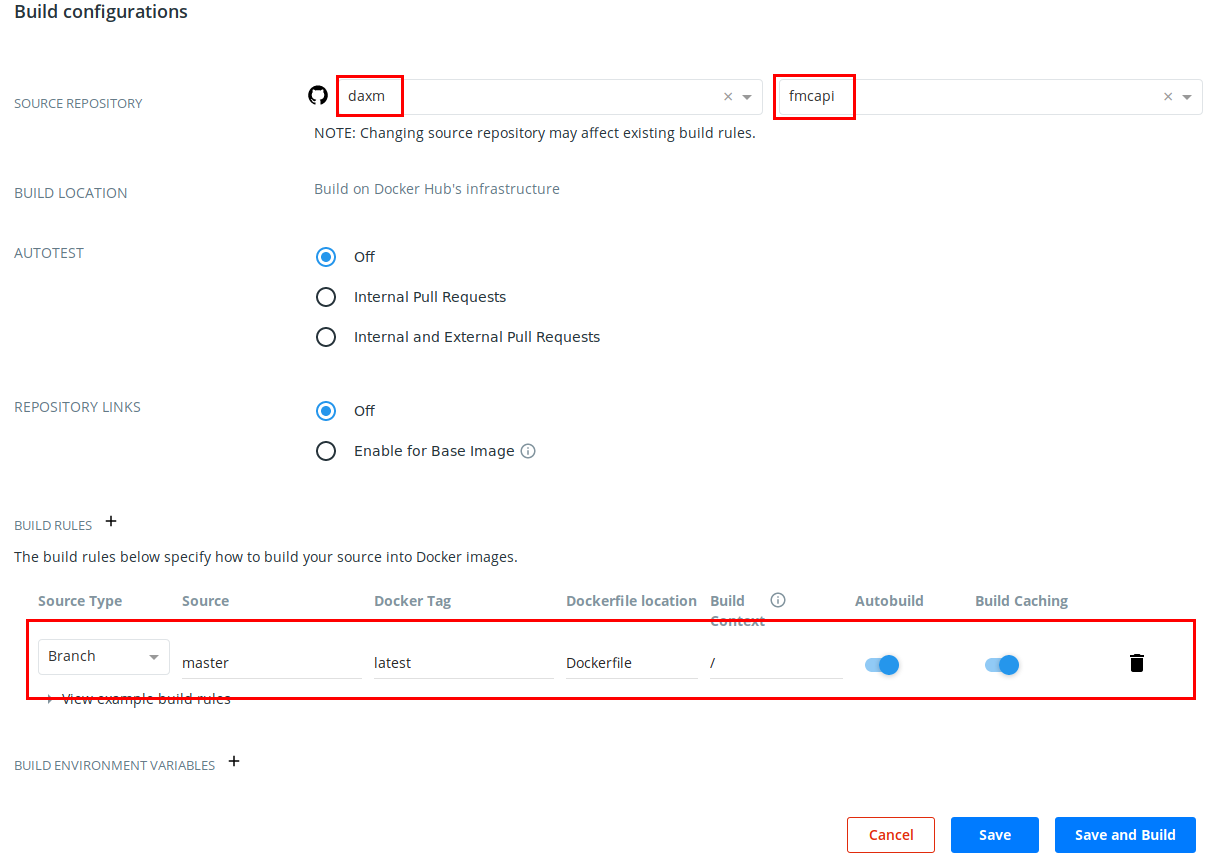 Build configurations
SOURCE REPOSITORY
daxm
fmcapi
NOTE: Changing source repository may affect existing build rules.
BUILD LOCATION
Build on Docker Hub's infrastructure
AUTOTEST
Off
Internal Pull Requests
Internal and External Pull Requests
REPOSITORY LINKS
Off
Enable for Base Image
BUILD RULES +
The build rules below specify how to build your source into Docker images.
Source Type Source Docker Tag Dockerfile location Build Context Autobuild Build Caching
Branch master latest Dockerfile /
View example build rules
BUILD ENVIRONMENT VARIABLES +
Cancel Save Save and Build